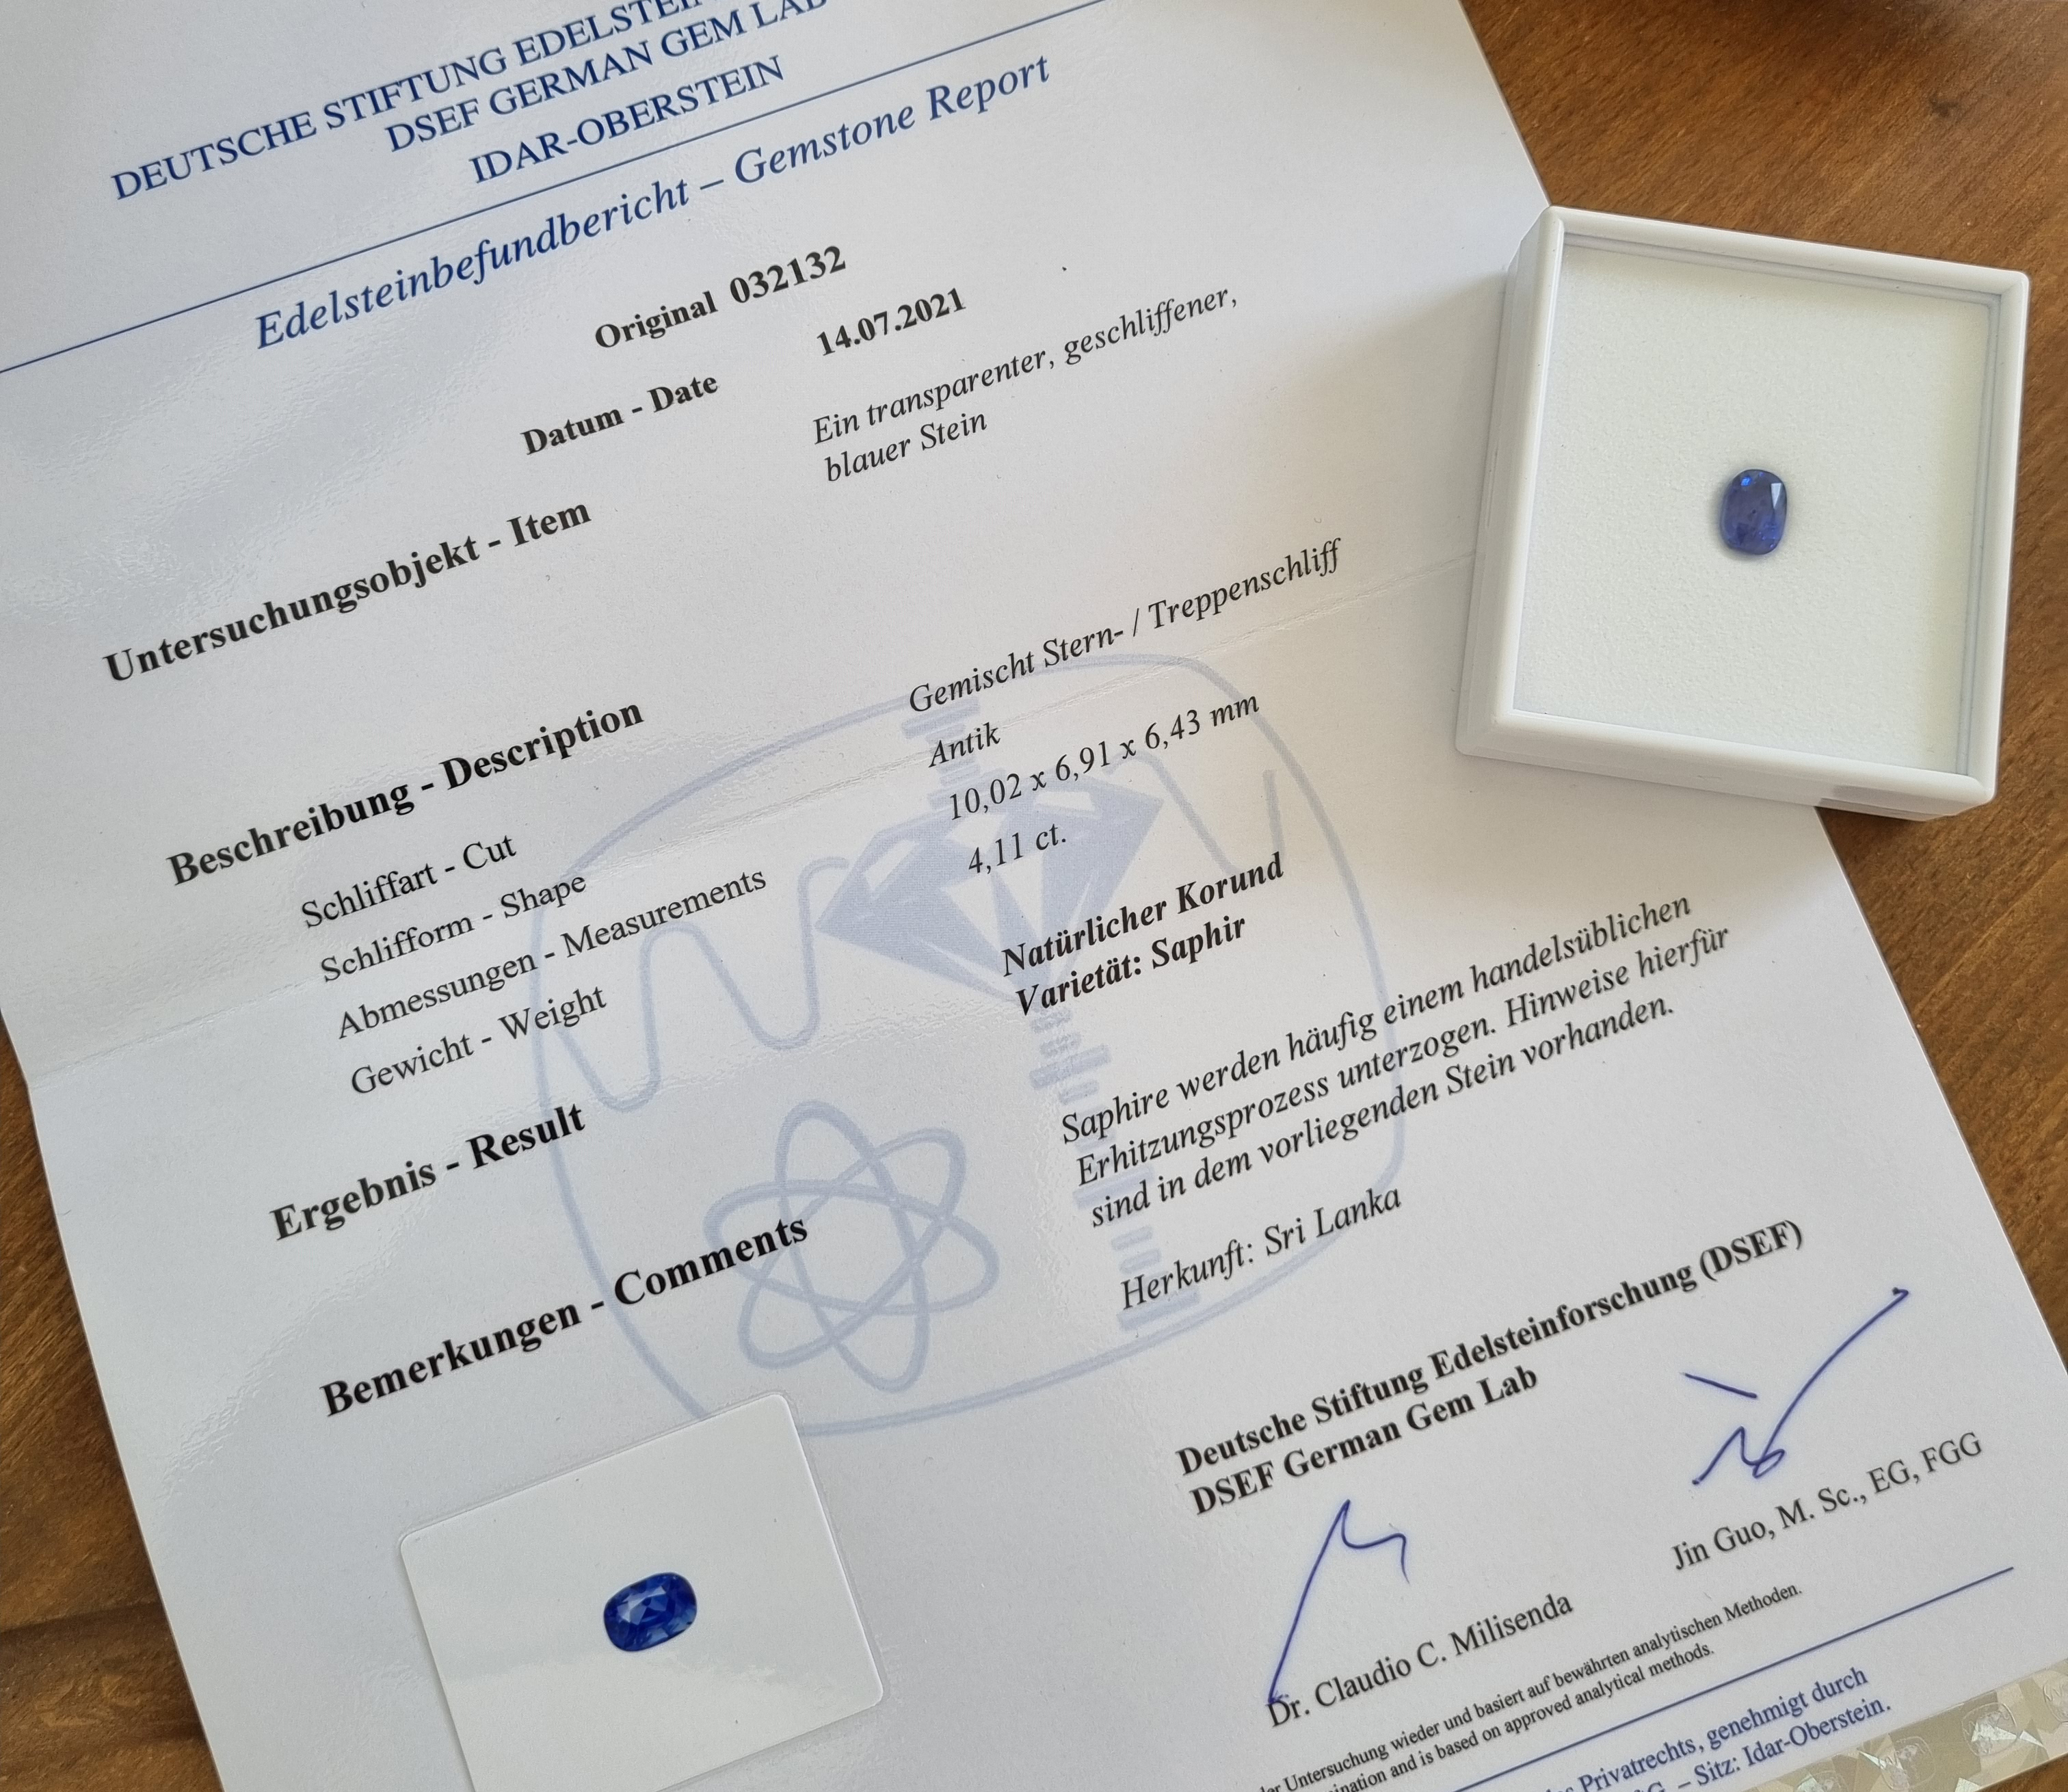 DEUTSCHE STIFTUNG
DSEF GERMAN GEM LAB
IDAR-OBERSTEIN
Edelsteinbefundbericht – Gemstone Report
Original 032132
Datum - Date 14.07.2021
Untersuchungsobjekt - Item Ein transparenter, geschliffener,
blauer Stein
Beschreibung - Description
Schliffart - Cut Gemischt Stern- / Treppenschliff
Schlifform - Shape Antik
Abmessungen - Measurements 10,02 x 6,91 x 6,43 mm
Gewicht - Weight 4,11 ct.
Ergebnis - Result Natürlicher Korund
Varietät: Saphir
Bemerkungen - Comments Saphire werden häufig einem handelsüblichen
Erhitzungsprozess unterzogen. Hinweise hierfür
sind in dem vorliegenden Stein vorhanden.
Herkunft: Sri Lanka
Deutsche Stiftung Edelsteinforschung (DSEF)
DSEF German Gem Lab
Dr. Claudio C. Milisenda
Jin Guo, M. Sc., EG, FGG
Untersuchung wieder und basiert auf bewährten analytischen Methoden.
and is based on approved analytical methods.
Privatrechts, genehmigt durch
– Sitz: Idar-Oberstein.